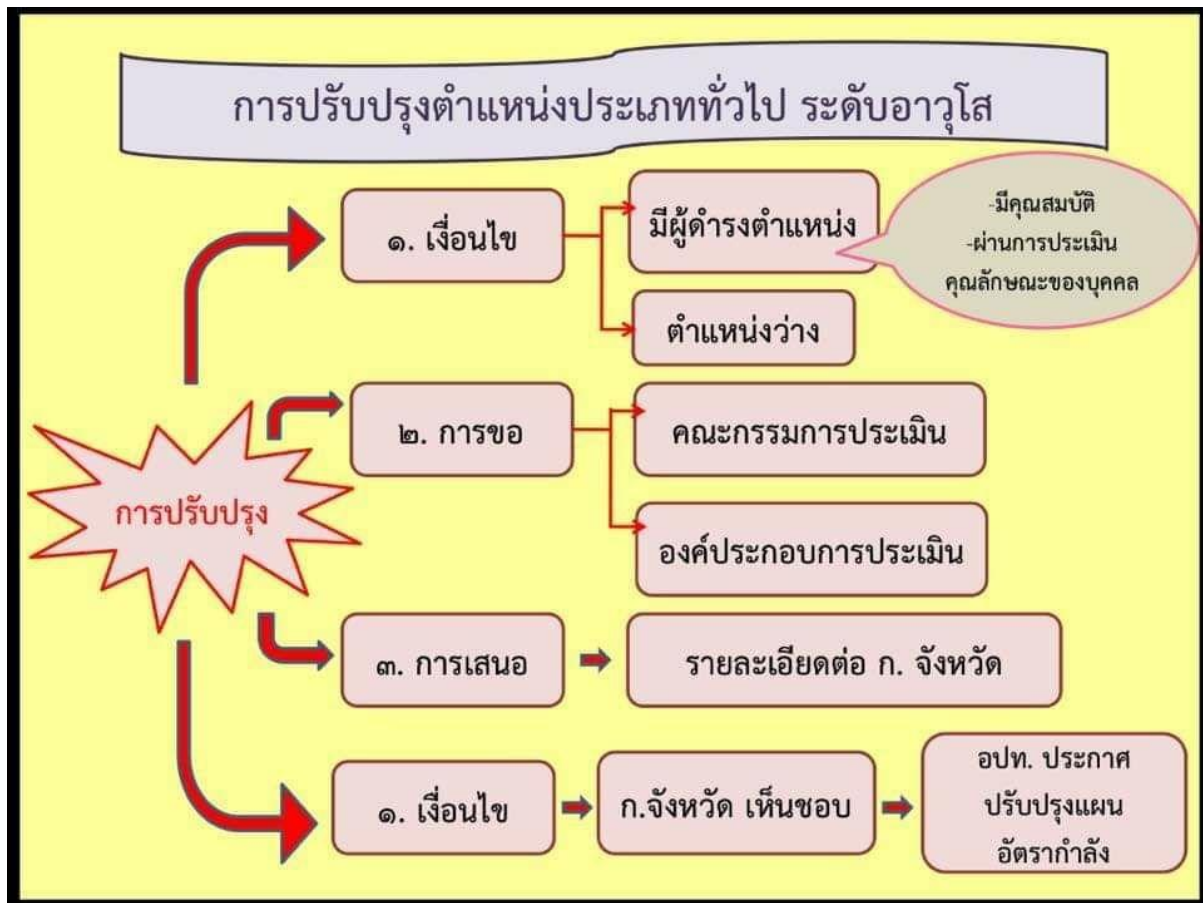 การปรับปรุงตำแหน่งประเภททั่วไป ระดับอาวุโส
๑. เงื่อนไข
มีผู้ดำรงตำแหน่ง
-มีคุณสมบัติ
-ผ่านการประเมิน
คุณลักษณะของบุคคล
ตำแหน่งว่าง
๒. การขอ
คณะกรรมการประเมิน
องค์ประกอบการประเมิน
การปรับปรุง
๓. การเสนอ
รายละเอียดต่อ ก. จังหวัด
๑. เงื่อนไข
ก.จังหวัด เห็นชอบ
อปท. ประกาศ
ปรับปรุงแผน
อัตรากำลัง